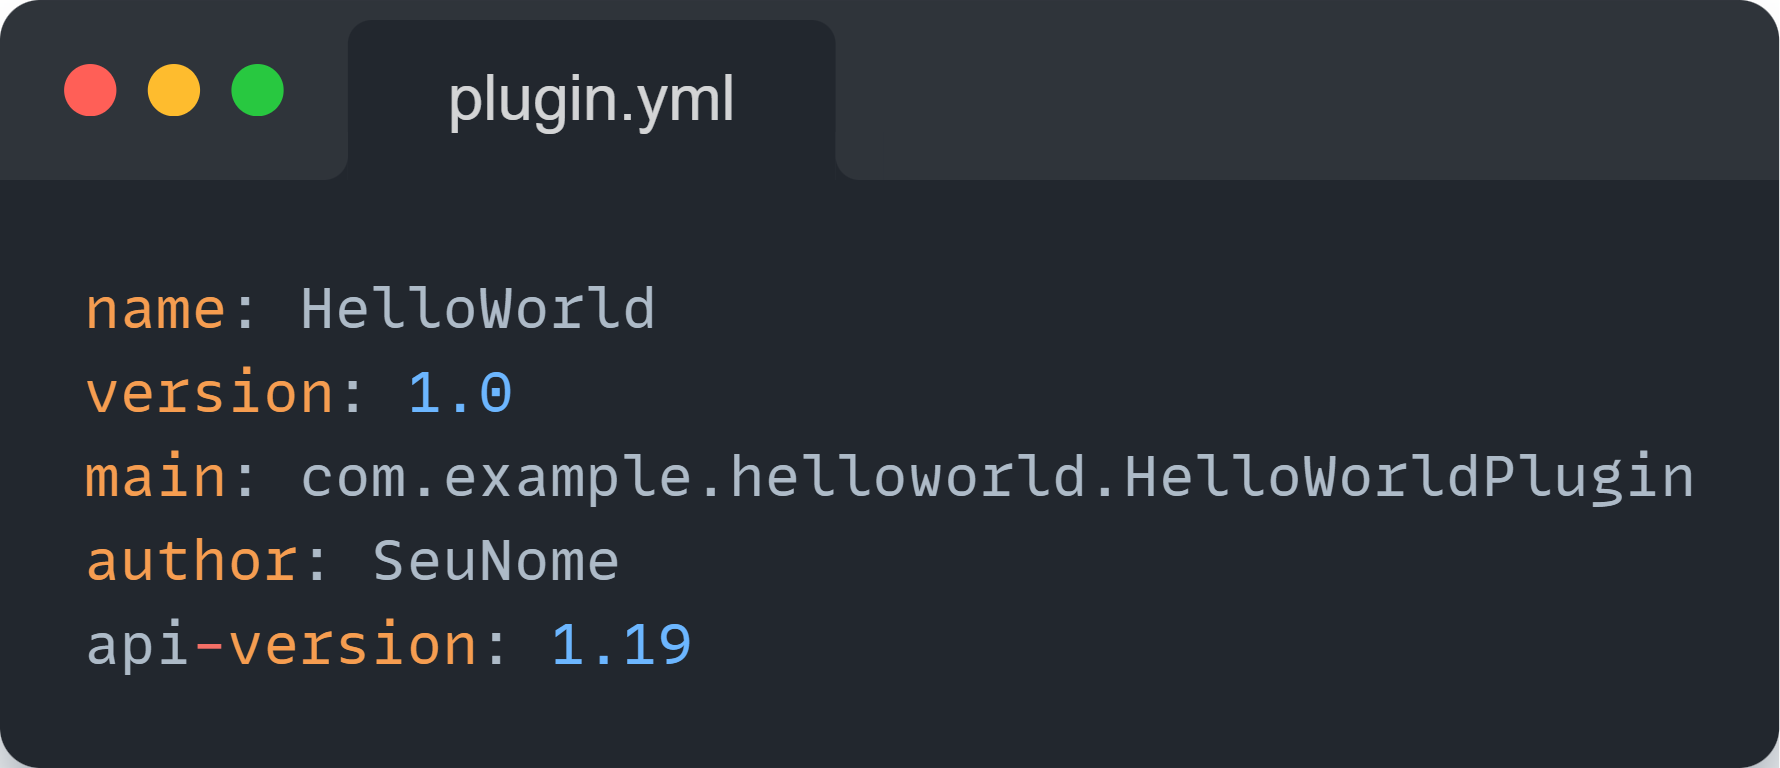 plugin.yml
name: HelloWorld
version: 1.0
main: com.example.helloworld.HelloWorldPlugin
author: SeuNome
api-version: 1.19